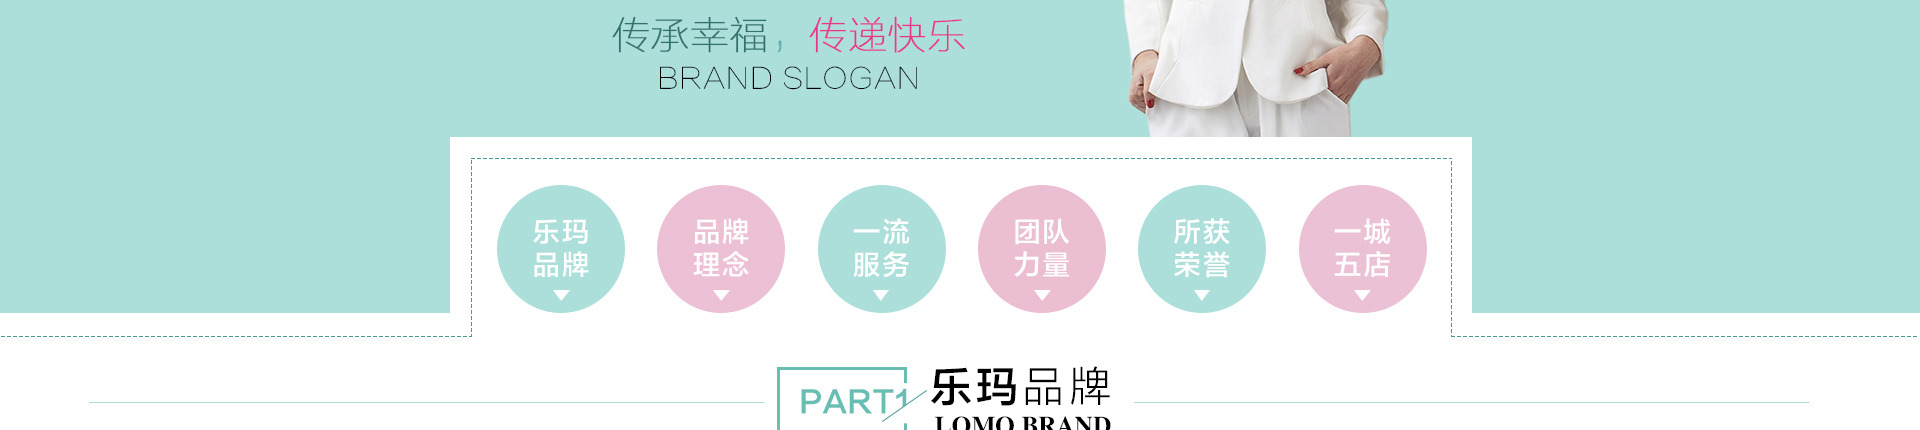 传承幸福，传递快乐
BRAND SLOGAN
乐玛
品牌
品牌
理念
一流
服务
团队
力量
所获
荣誉
一城
五店
PART1
乐玛品牌
LOMO BRAND